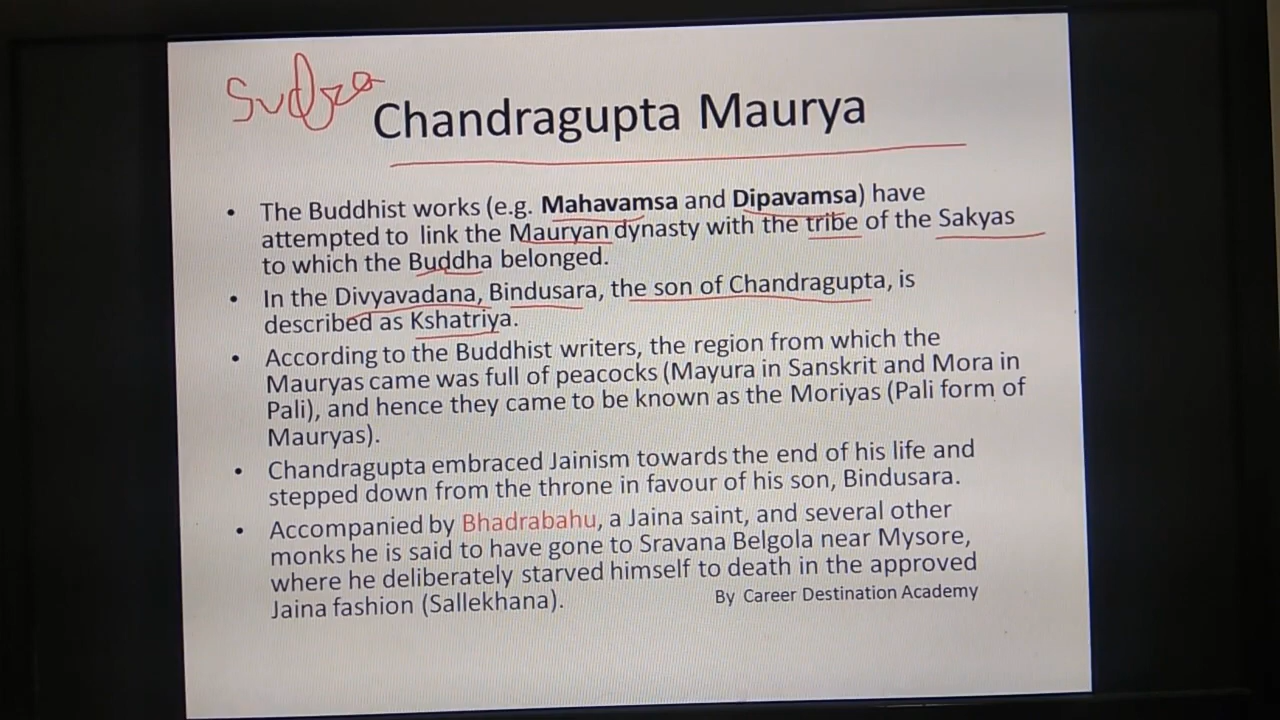 Sudra
Chandragupta Maurya
• The Buddhist works (e.g. Mahavamsa and Dipavamsa) have
attempted to link the Mauryan dynasty with the tribe of the Sakyas
to which the Buddha belonged.
• In the Divyavadana, Bindusara, the son of Chandragupta, is
described as Kshatriya.
• According to the Buddhist writers, the region from which the
Mauryas came was full of peacocks (Mayura in Sanskrit and Mora in
Pali), and hence they came to be known as the Moriyas (Pali form of
Mauryas).
• Chandragupta embraced Jainism towards the end of his life and
stepped down from the throne in favour of his son, Bindusara.
• Accompanied by Bhadrabahu, a Jaina saint, and several other
monks he is said to have gone to Sravana Belgola near Mysore,
where he deliberately starved himself to death in the approved
Jaina fashion (Sallekhana).
By Career Destination Academy